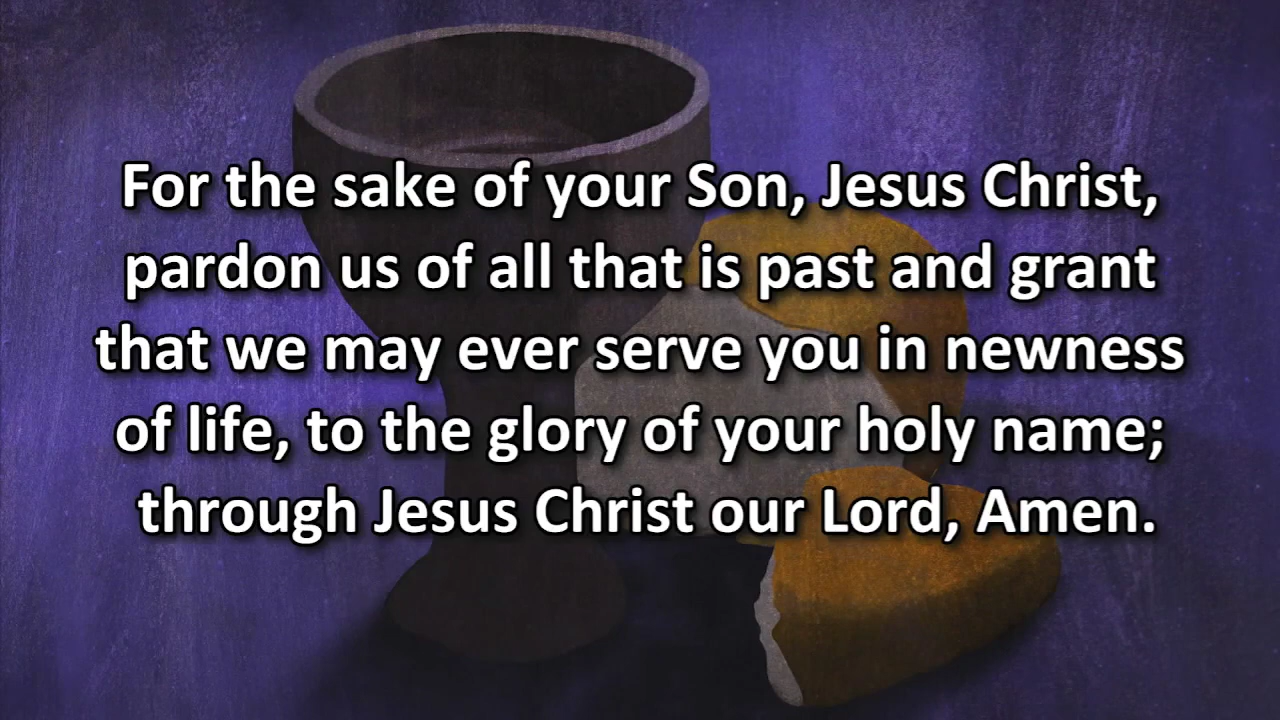 For the sake of your Son, Jesus Christ,
pardon us of all that is past and grant
that we may ever serve you in newness
of life, to the glory of your holy name;
through Jesus Christ our Lord, Amen.